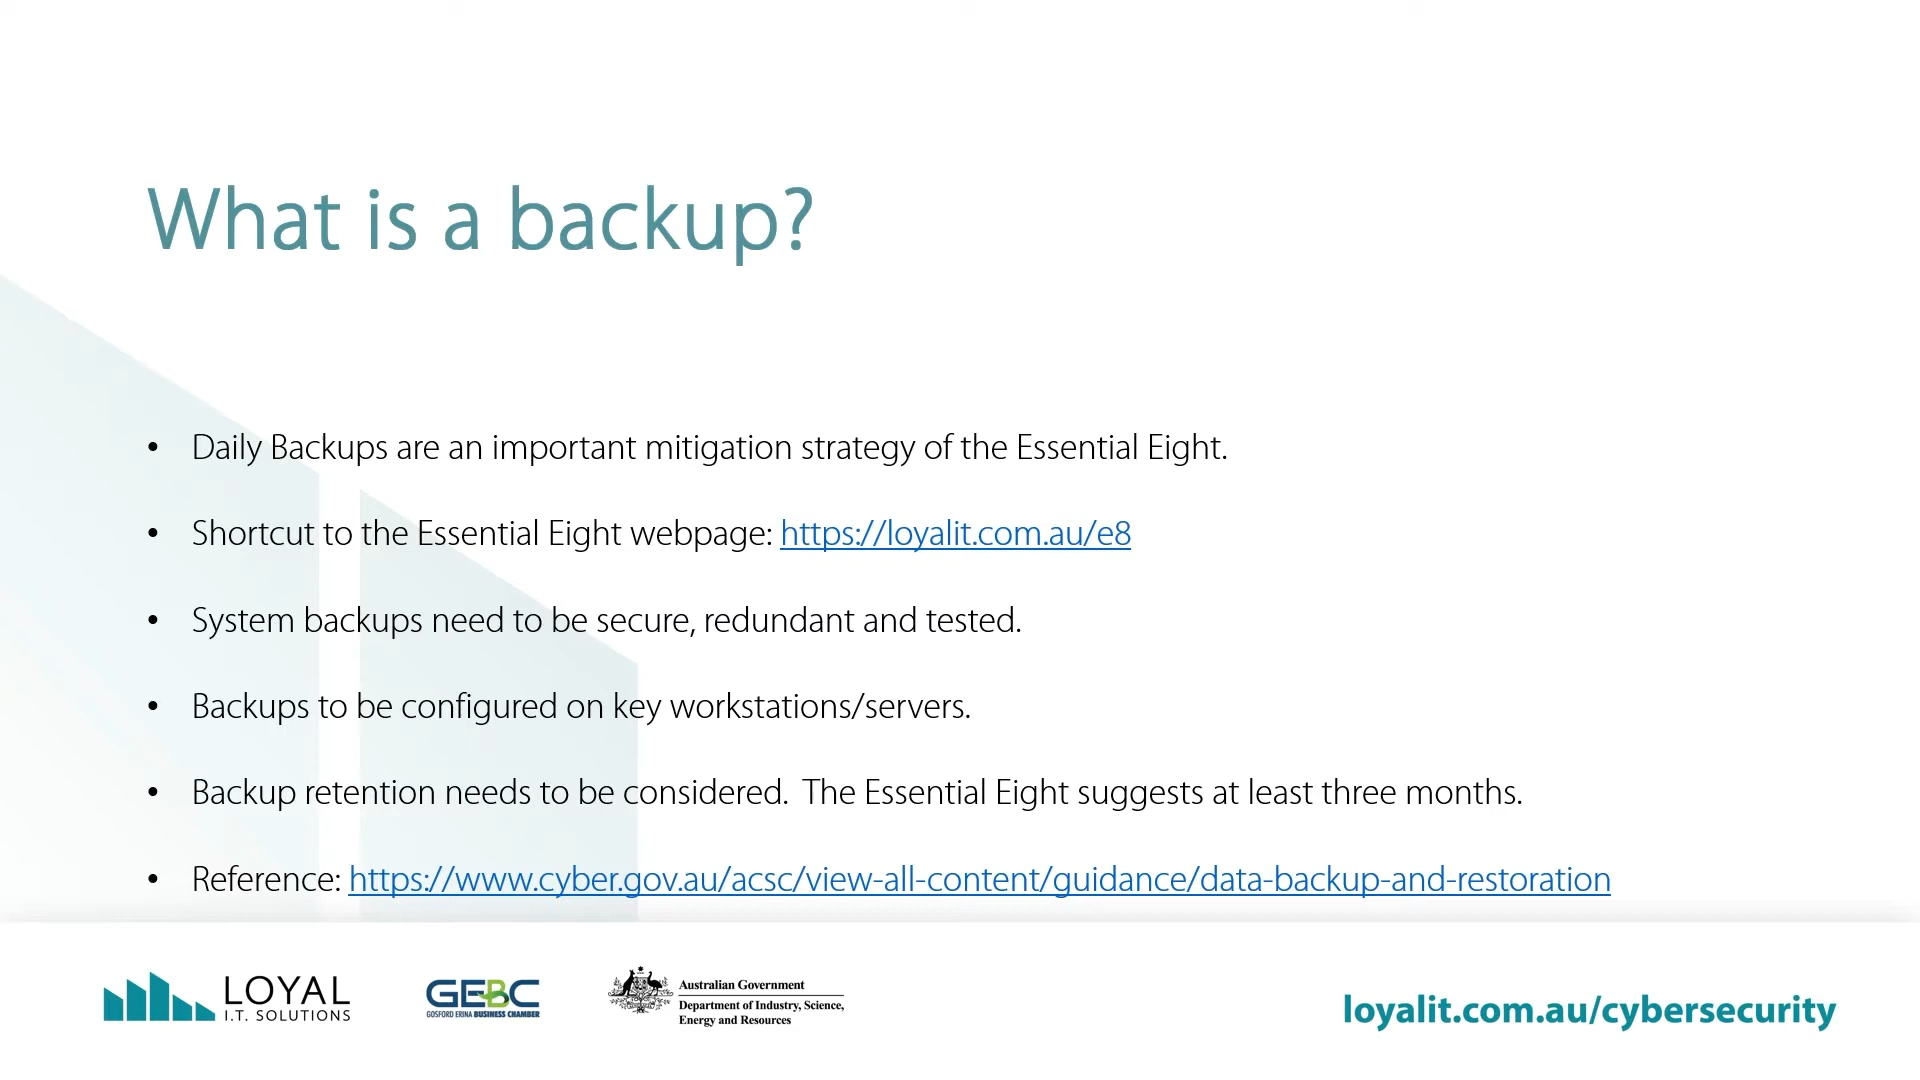 What is a backup?
• Daily Backups are an important mitigation strategy of the Essential Eight.
• Shortcut to the Essential Eight webpage: https://loyalit.com.au/e8
• System backups need to be secure, redundant and tested.
• Backups to be configured on key workstations/servers.
• Backup retention needs to be considered.  The Essential Eight suggests at least three months.
• Reference: https://www.cyber.gov.au/acsc/view-all-content/guidance/data-backup-and-restoration
LOYAL
I.T. SOLUTIONS
GEBC
GOSFORD ERINA BUSINESS CHAMBER
Australian Government
Department of Industry, Science,
Energy and Resources
loyalit.com.au/cybersecurity